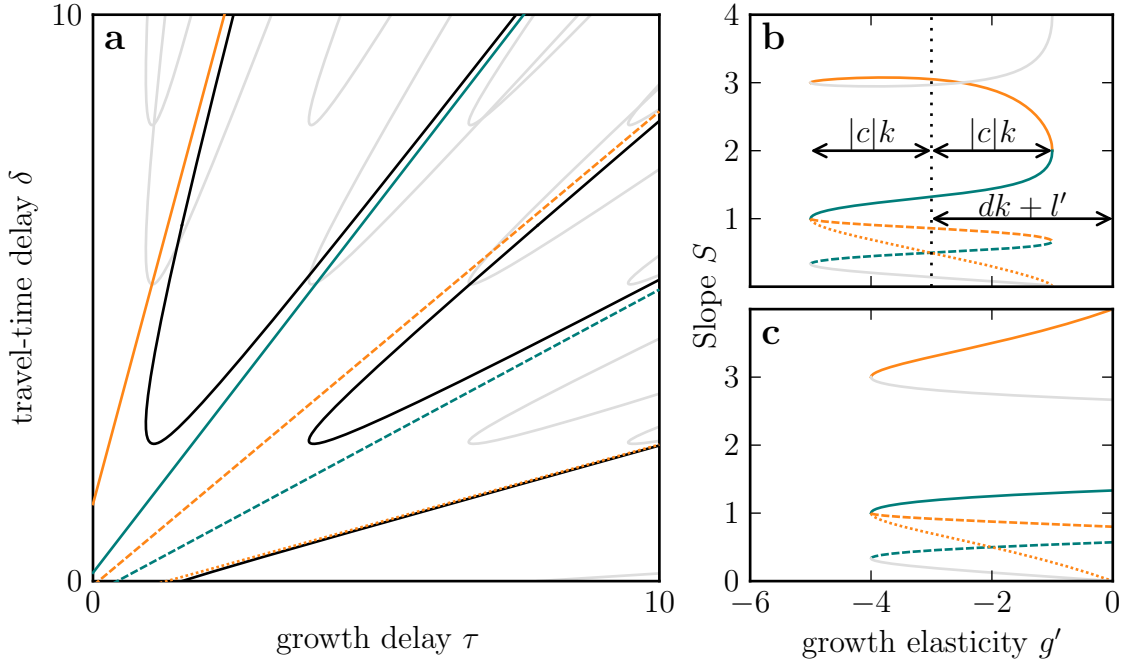 a
10
0
travel-time delay δ
0
10
growth delay τ
b
4
3
2
1
|c|k
|c|k
dk + l′
Slope S
c
3
2
1
0
−6
−4
−2
0
growth elasticity g′